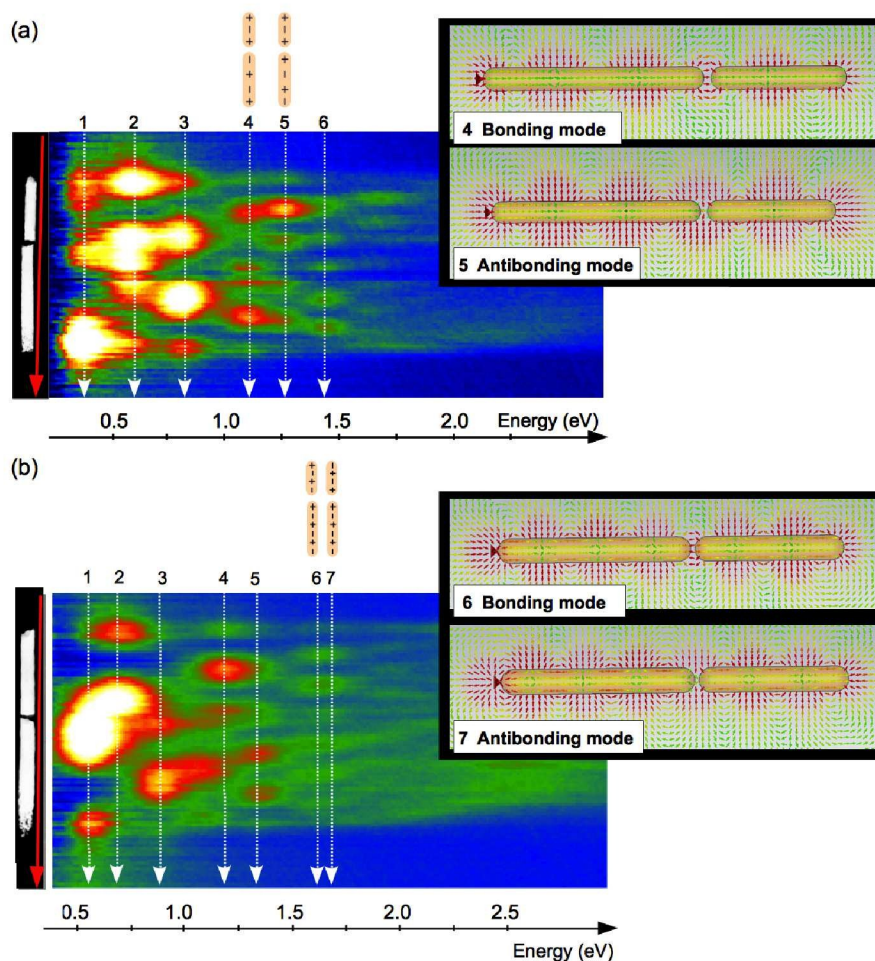 (a)
1 2 3 4 5 6
4 Bonding mode
5 Antibonding mode
0.5 1.0 1.5 2.0 Energy (eV)
(b)
1 2 3 4 5 6 7
6 Bonding mode
7 Antibonding mode
0.5 1.0 1.5 2.0 2.5
Energy (eV)